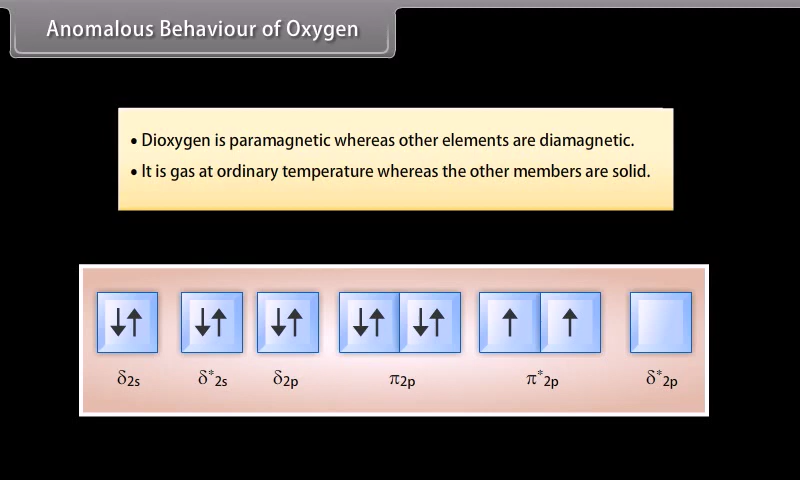 Anomalous Behaviour of Oxygen
• Dioxygen is paramagnetic whereas other elements are diamagnetic.
• It is gas at ordinary temperature whereas the other members are solid.
↓↑ ↓↑ ↓↑ ↓↑ ↓↑ ↑ ↑
δ2s δ*2s δ2p π2p π*2p δ*2p